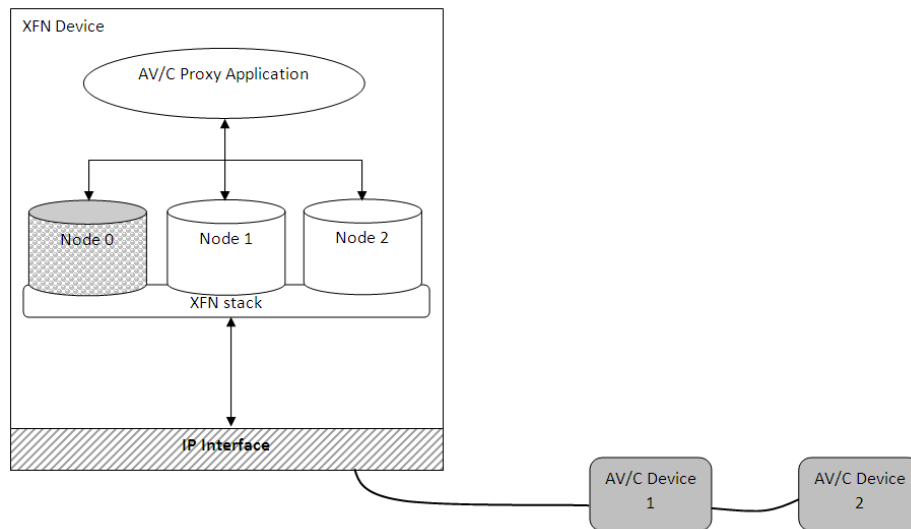 XFN Device
AV/C Proxy Application
Node 0
Node 1
Node 2
XFN stack
IP Interface
AV/C Device
1
AV/C Device
2